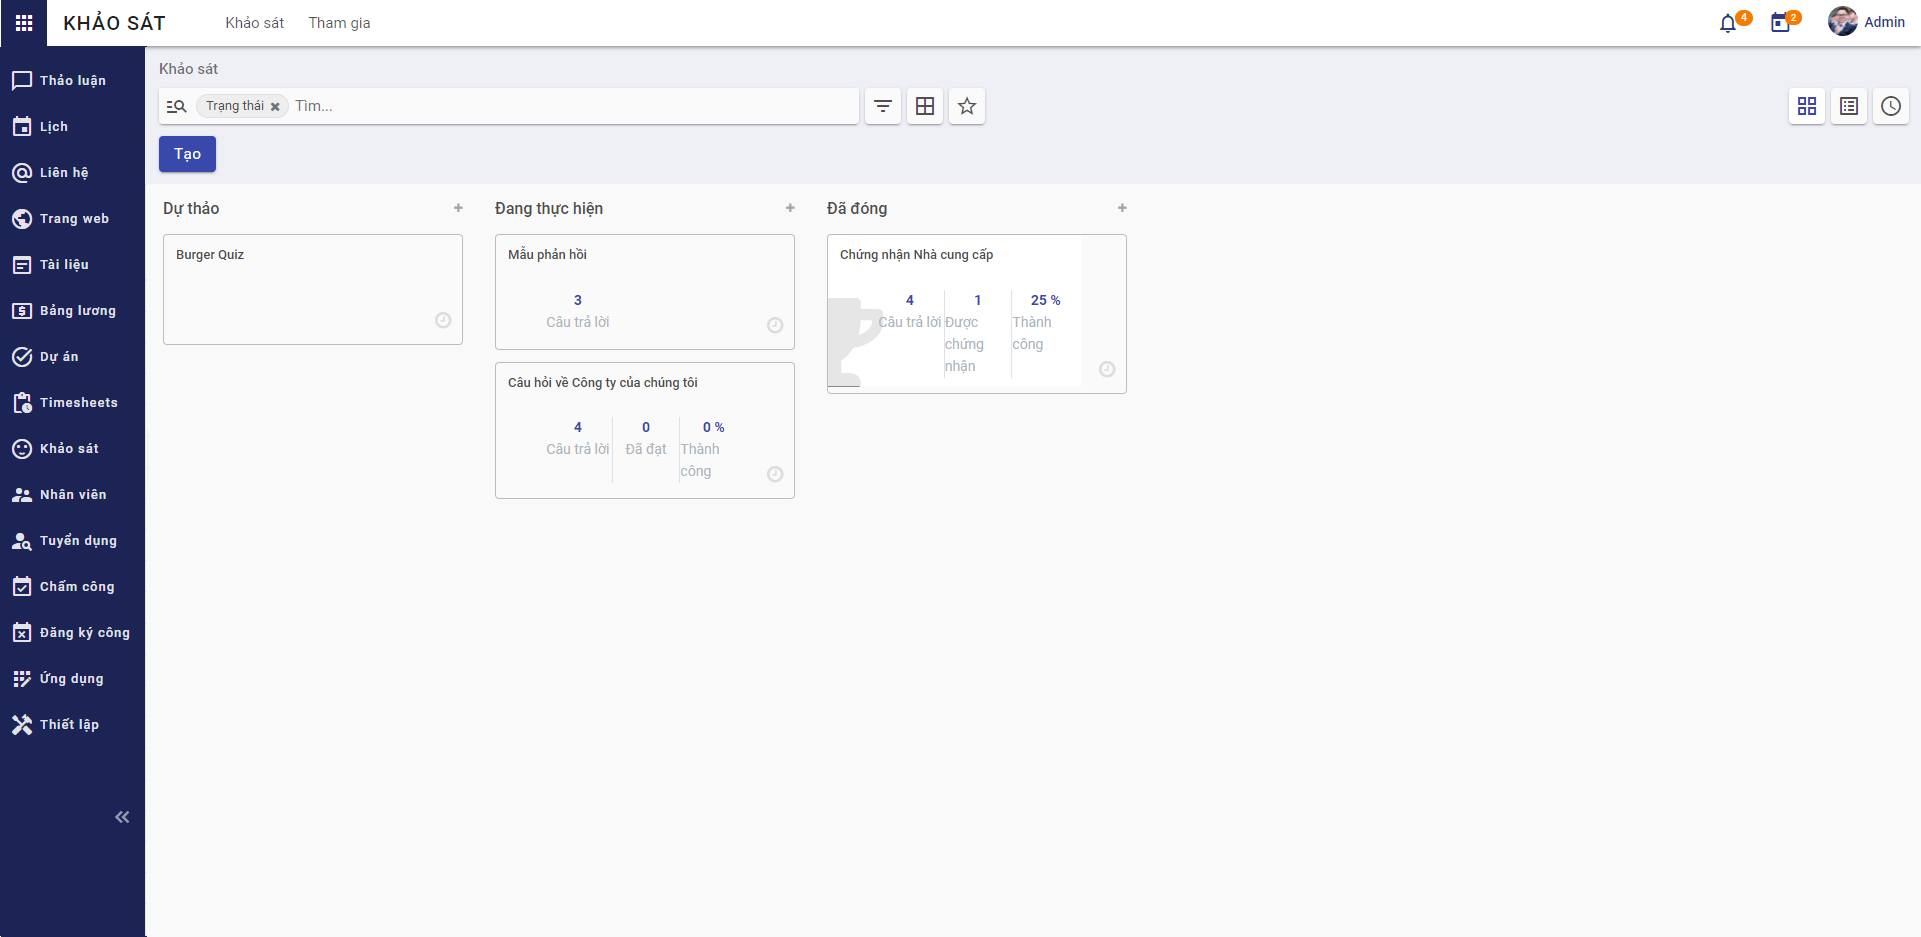 KHẢO SÁT
Khảo sát
Tham gia
4
2
Admin
Thảo luận
Lịch
Liên hệ
Trang web
Tài liệu
Bảng lương
Dự án
Timesheets
Khảo sát
Nhân viên
Tuyển dụng
Chấm công
Đăng ký công
Ứng dụng
Thiết lập
Khảo sát
Trạng thái
Tìm...
Tạo
Dự thảo
Burger Quiz
Đang thực hiện
Mẫu phản hồi
3
Câu trả lời
Câu hỏi về Công ty của chúng tôi
4
Câu trả lời
0
Đã đạt
0 %
Thành
công
Đã đóng
Chứng nhận Nhà cung cấp
4
Câu trả lời
1
Được
chứng
nhận
25 %
Thành
công